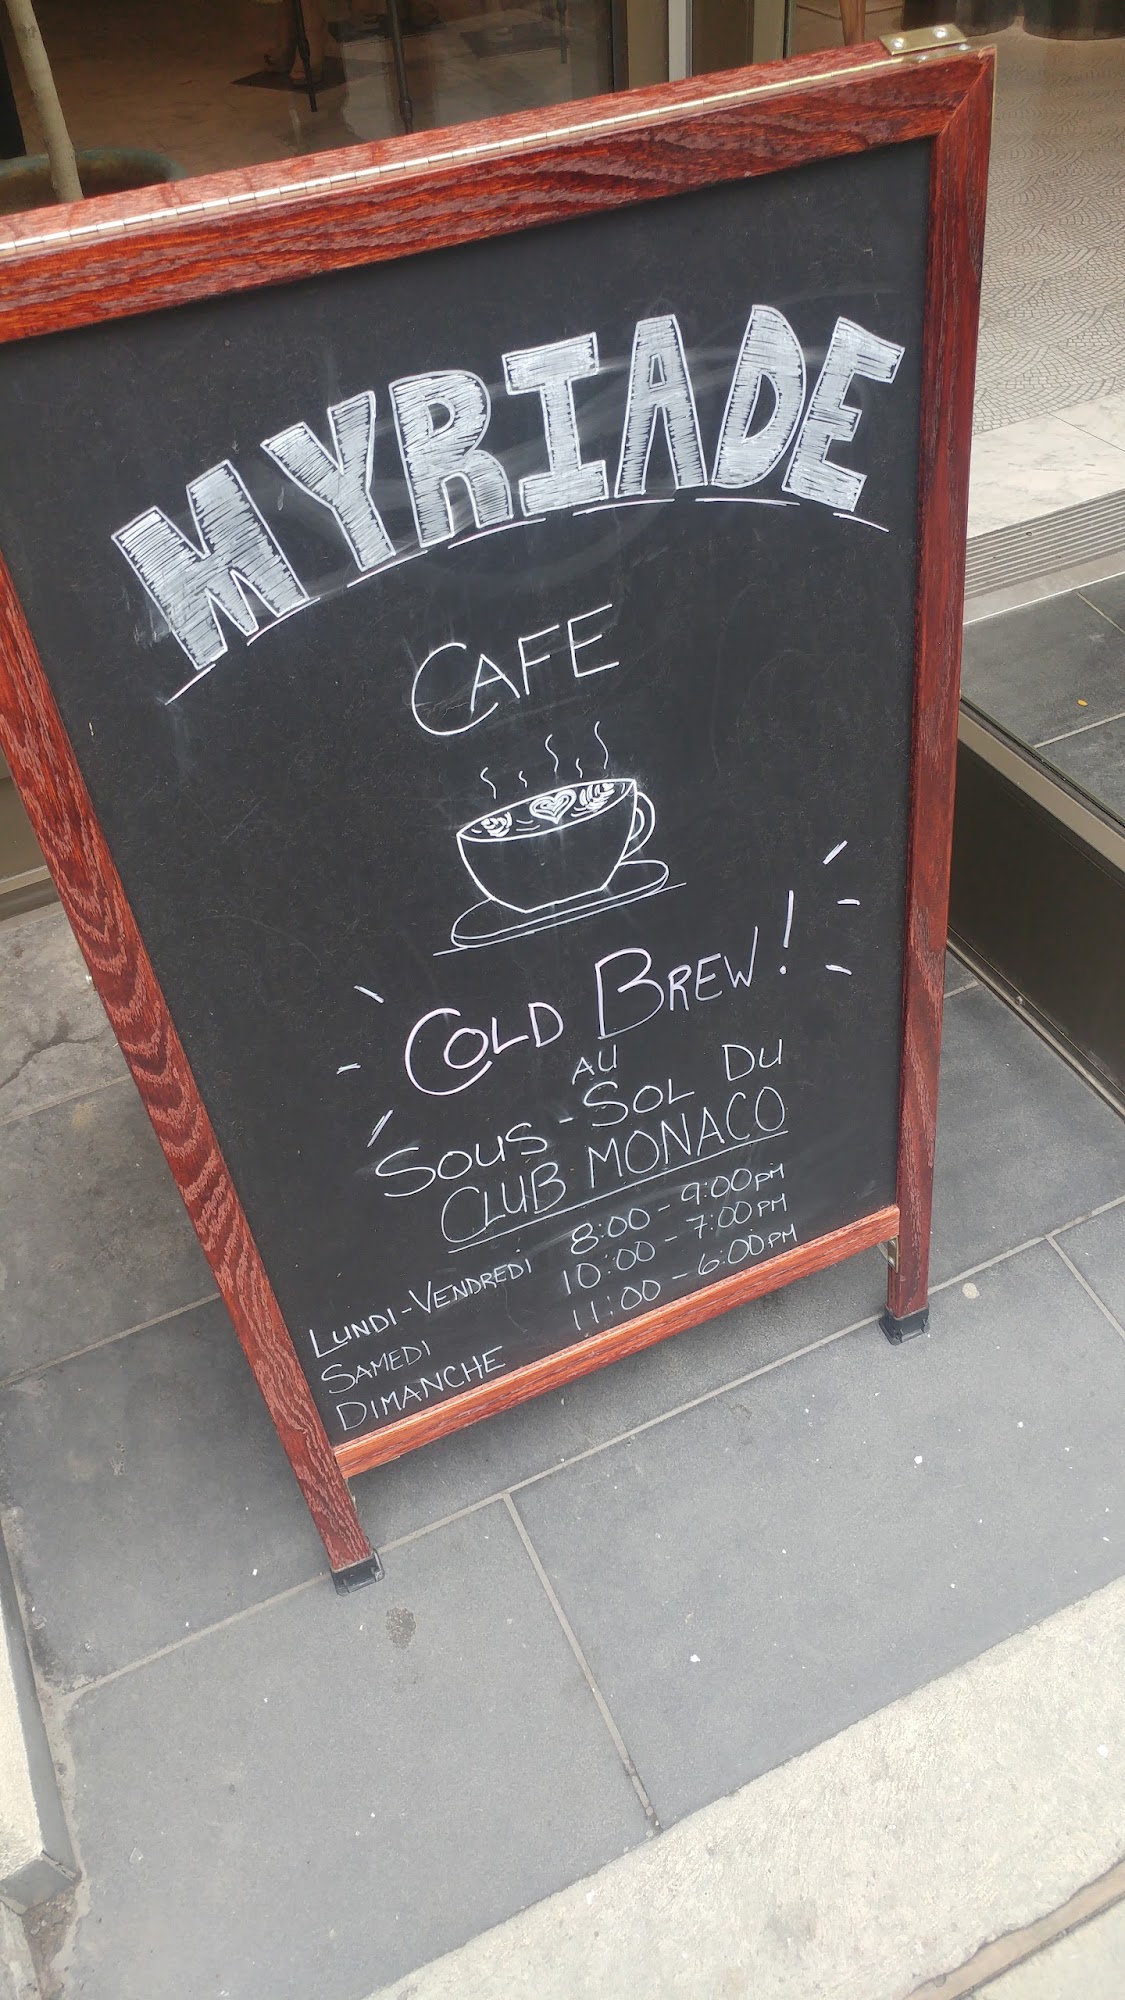 MYRIADE
CAFE
COLD BREW!
AU
SOUS-SOL DU
CLUB MONACO
LUNDI-VENDREDI 8:00 - 9:00PM
SAMEDI 10:00 - 7:00PM
DIMANCHE 11:00 - 6:00PM